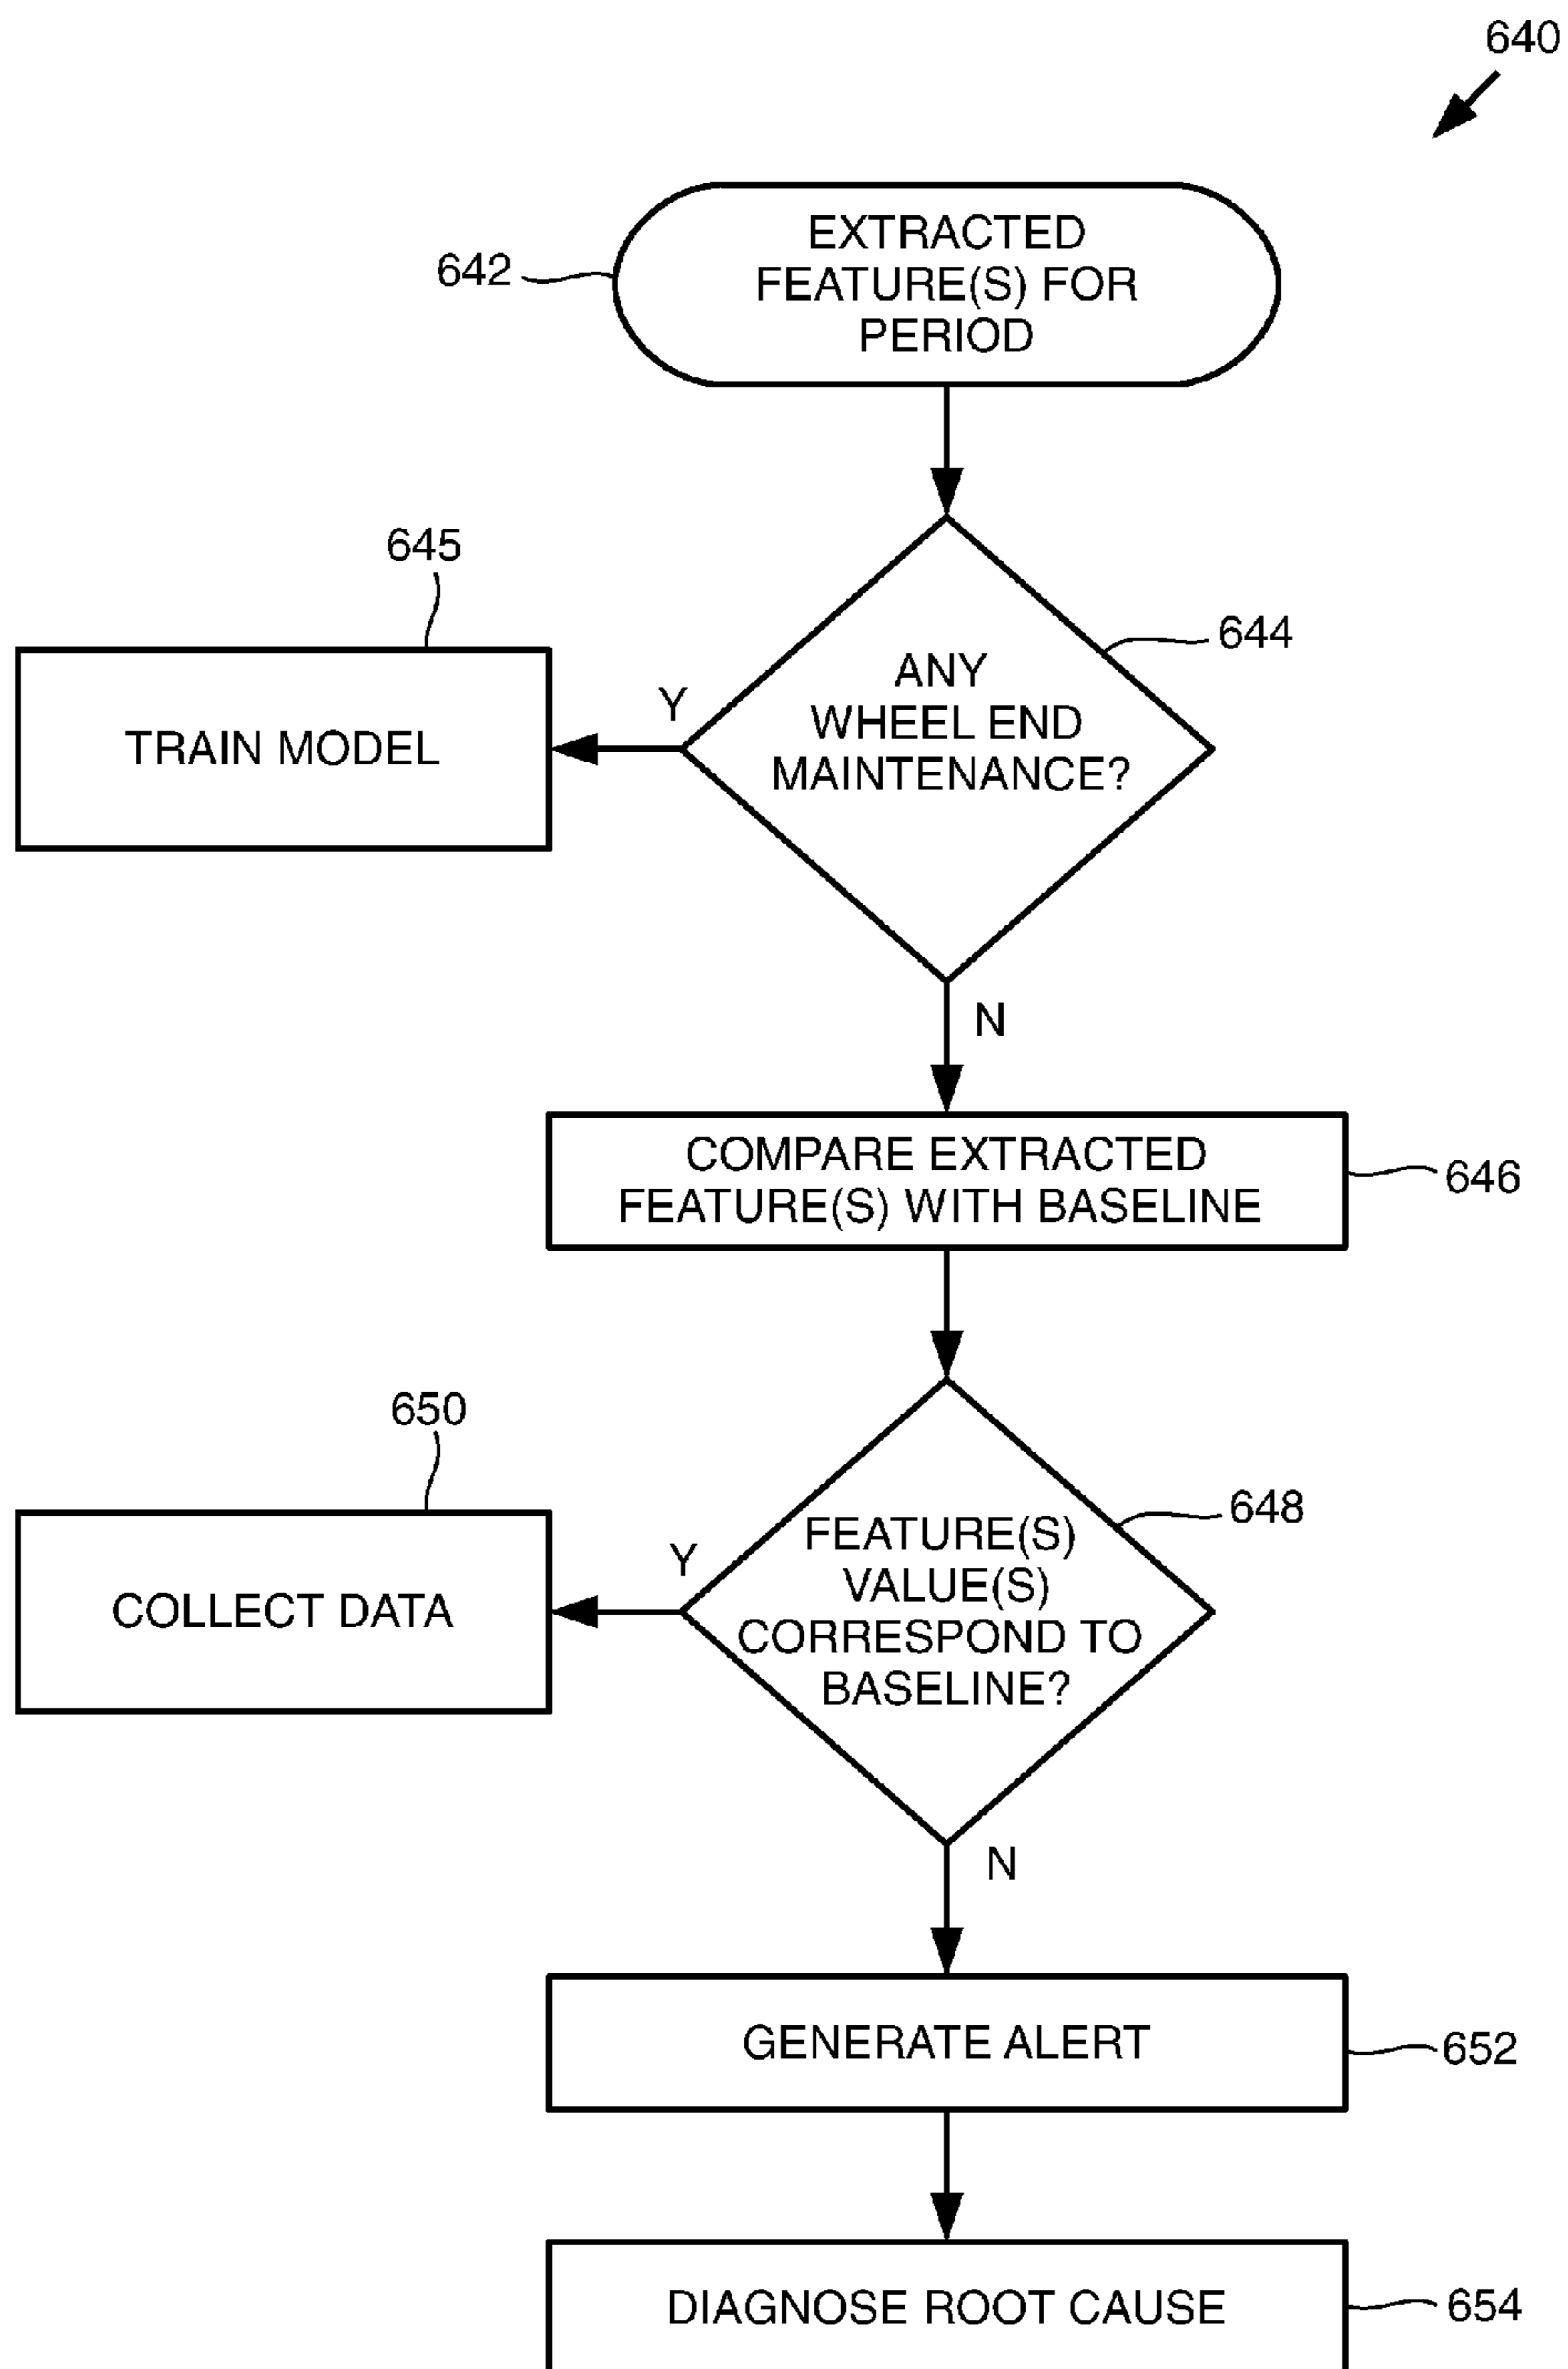 640
642
EXTRACTED
FEATURE(S) FOR
PERIOD
645
644
ANY
WHEEL END
MAINTENANCE?
Y
TRAIN MODEL
N
COMPARE EXTRACTED
FEATURE(S) WITH BASELINE
646
650
648
FEATURE(S)
VALUE(S)
CORRESPOND TO
BASELINE?
Y
COLLECT DATA
N
GENERATE ALERT
652
DIAGNOSE ROOT CAUSE
654